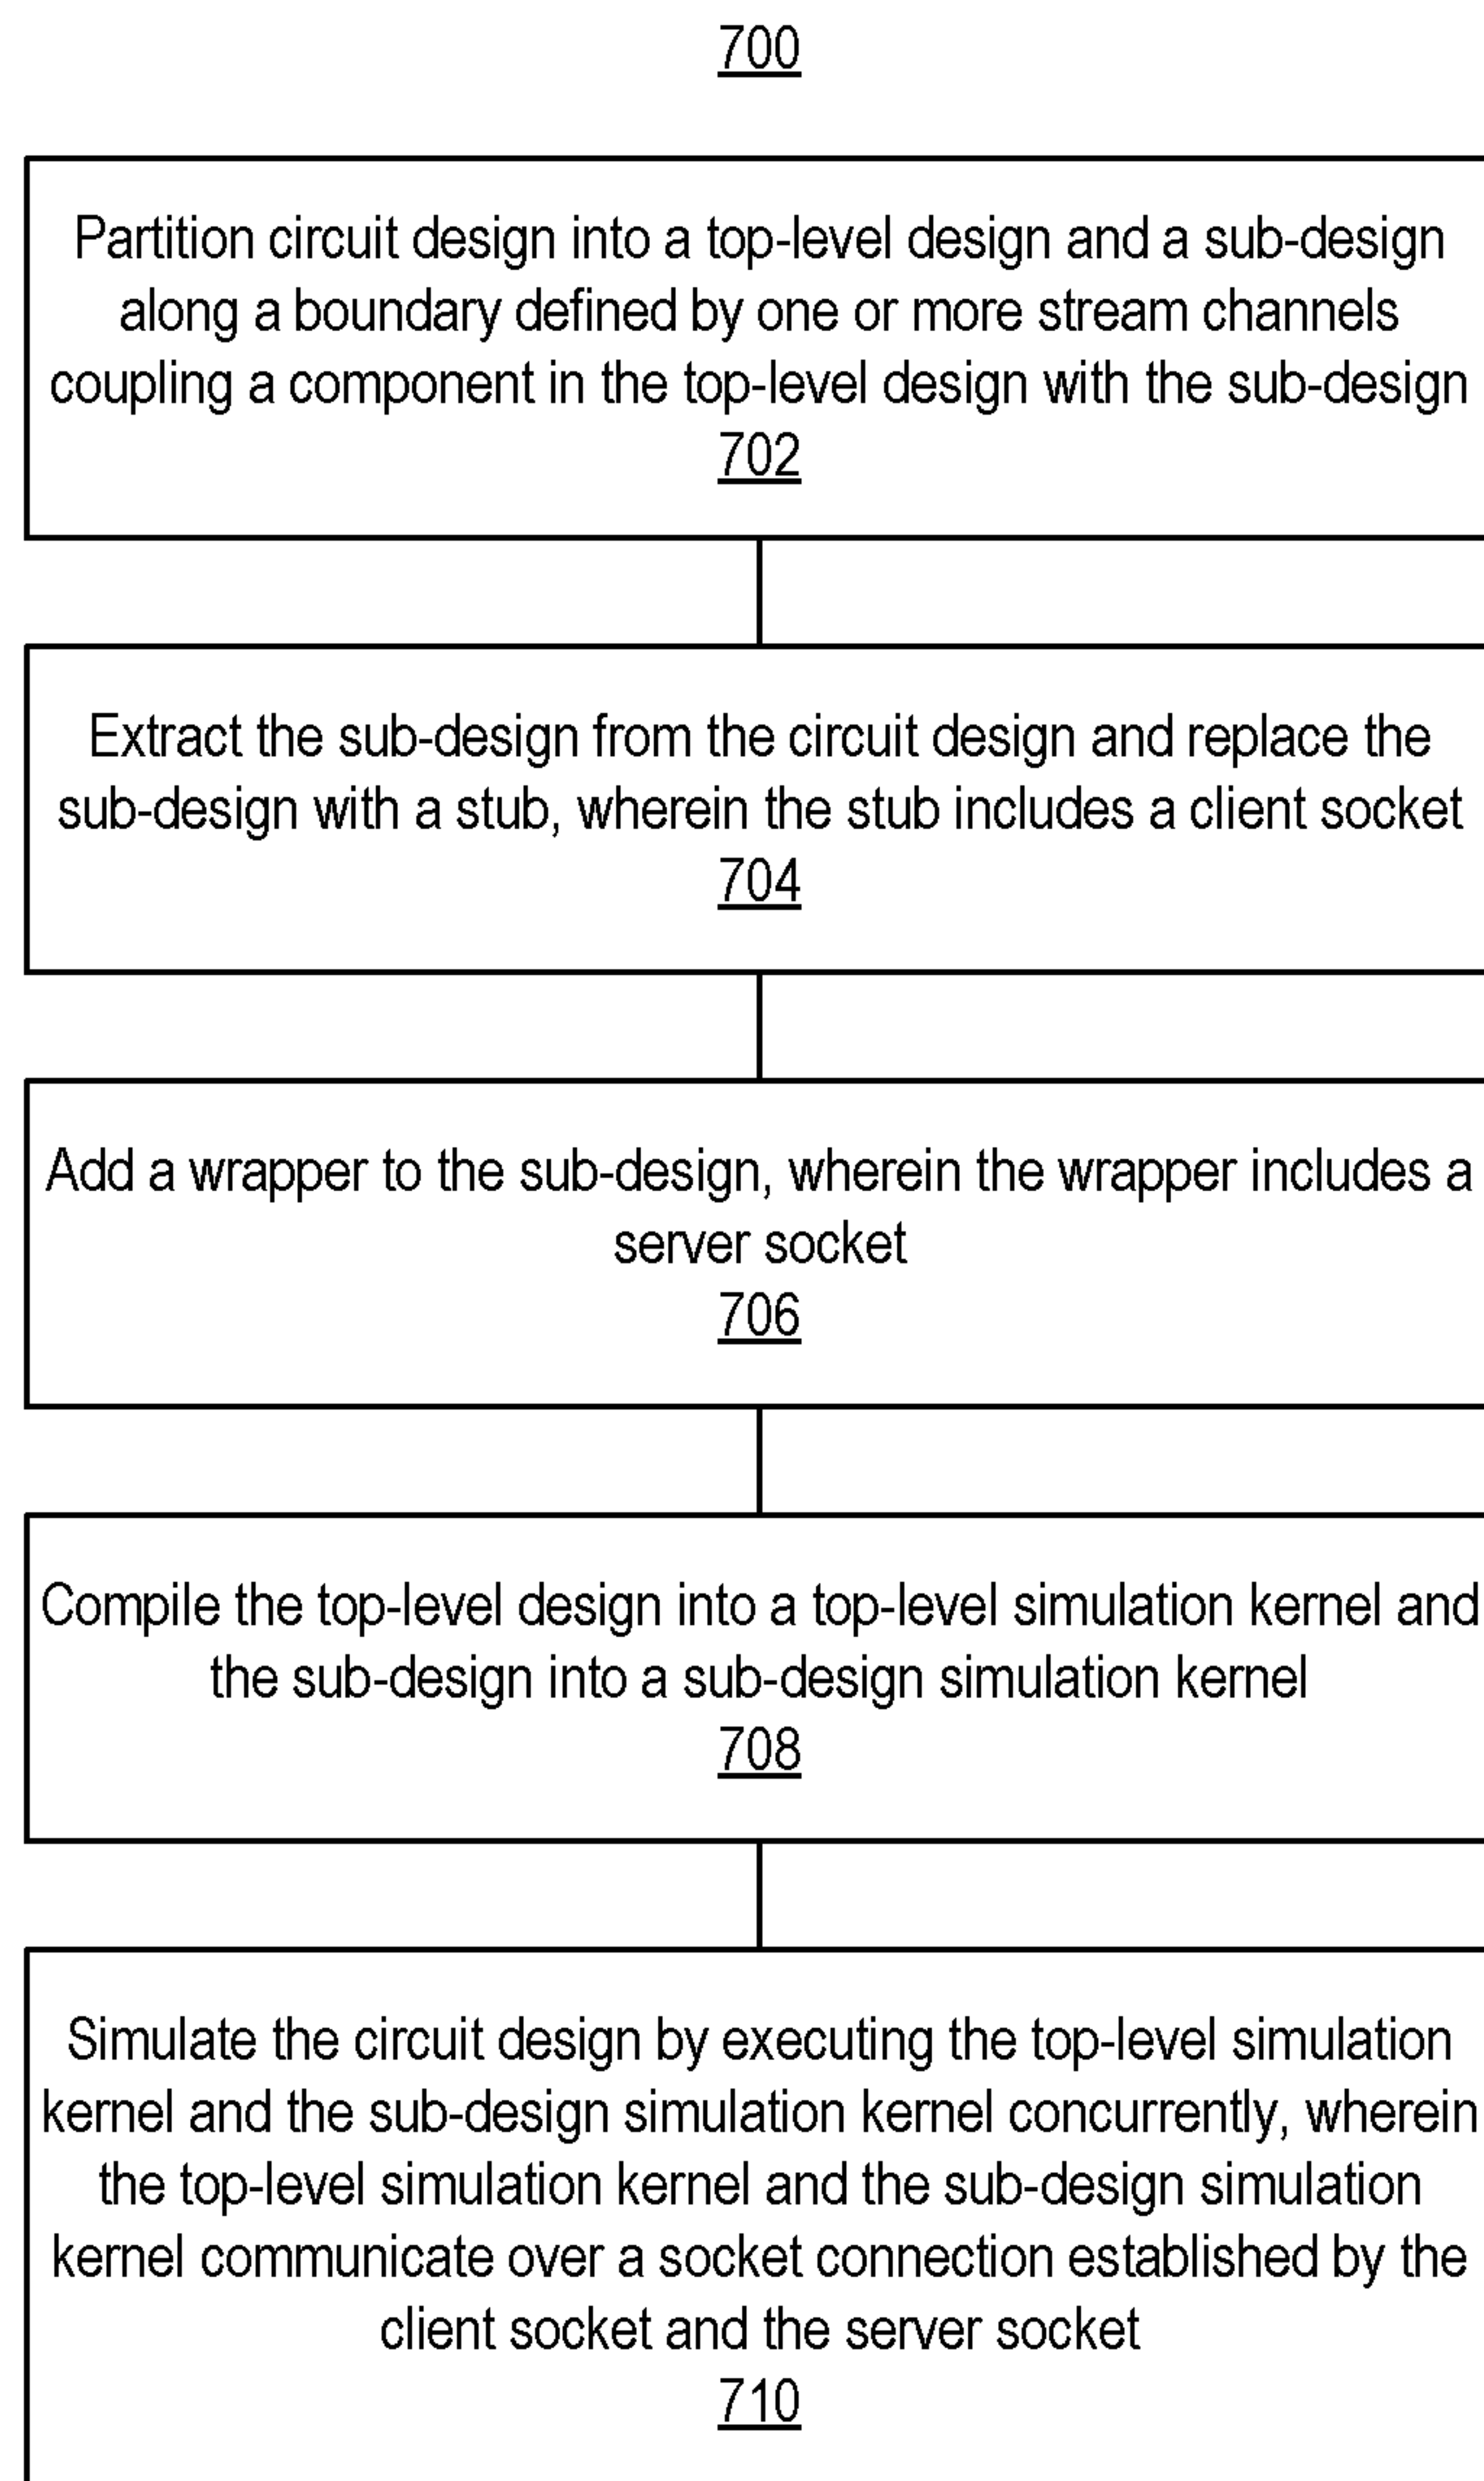 700
Partition circuit design into a top-level design and a sub-design
along a boundary defined by one or more stream channels
coupling a component in the top-level design with the sub-design
702
Extract the sub-design from the circuit design and replace the
sub-design with a stub, wherein the stub includes a client socket
704
Add a wrapper to the sub-design, wherein the wrapper includes a
server socket
706
Compile the top-level design into a top-level simulation kernel and
the sub-design into a sub-design simulation kernel
708
Simulate the circuit design by executing the top-level simulation
kernel and the sub-design simulation kernel concurrently, wherein
the top-level simulation kernel and the sub-design simulation
kernel communicate over a socket connection established by the
client socket and the server socket
710